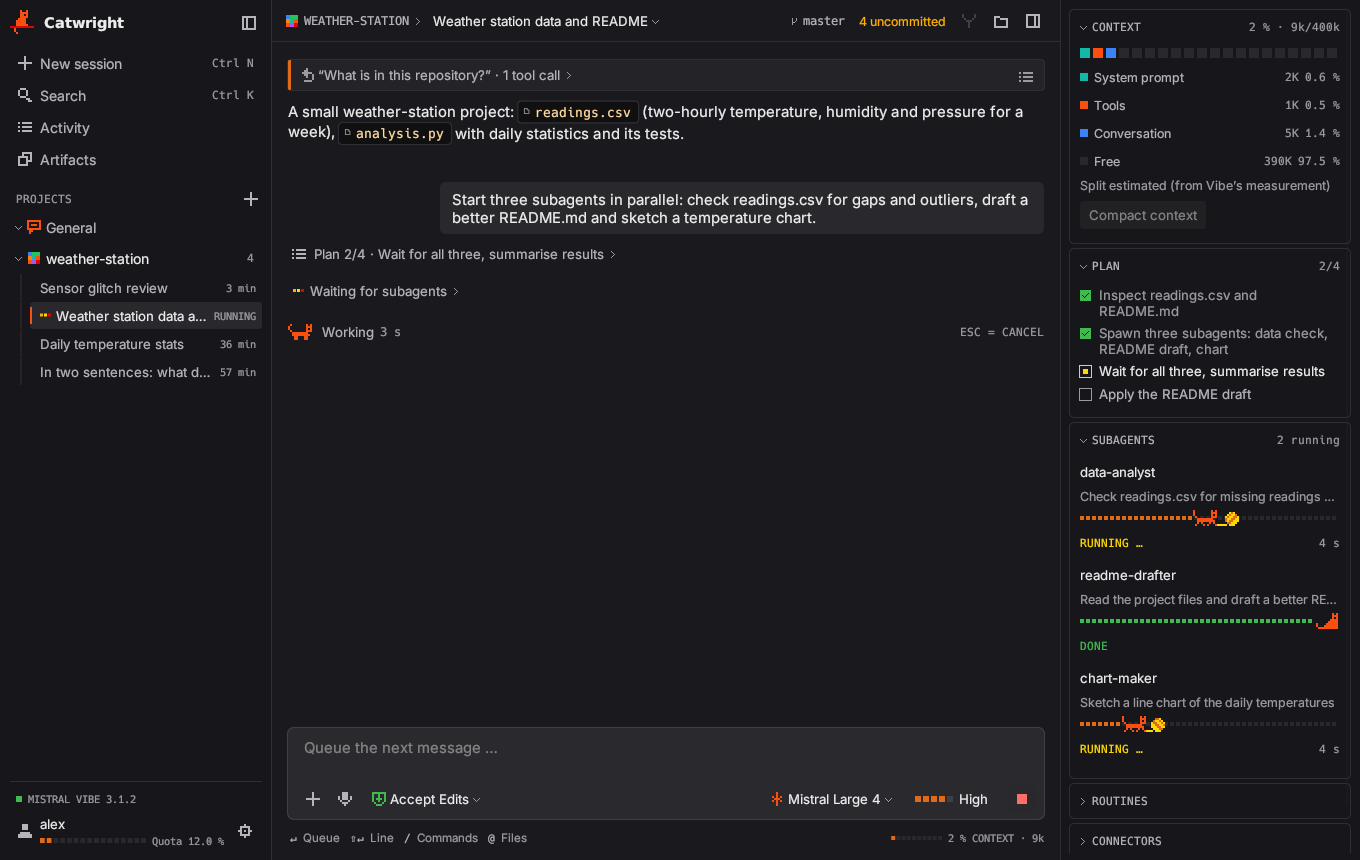 Catwright
New session Ctrl N
Search Ctrl K
Activity
Artifacts
PROJECTS
General
weather-station 4
Sensor glitch review 3 min
Weather station data a... RUNNING
Daily temperature stats 36 min
In two sentences: what d... 57 min
MISTRAL VIBE 3.1.2
alex
Quota 12.0 %
WEATHER-STATION Weather station data and README master 4 uncommitted
“What is in this repository?” · 1 tool call
A small weather-station project: readings.csv (two-hourly temperature, humidity and pressure for a
week), analysis.py with daily statistics and its tests.
Start three subagents in parallel: check readings.csv for gaps and outliers, draft a
better README.md and sketch a temperature chart.
Plan 2/4 · Wait for all three, summarise results
Waiting for subagents
Working 3 s ESC = CANCEL
Queue the next message …
Accept Edits Mistral Large 4 High
↵ Queue ⇧↵ Line / Commands @ Files 2 % CONTEXT · 9k
CONTEXT 2 % · 9k/400k
System prompt 2K 0.6 %
Tools 1K 0.5 %
Conversation 5K 1.4 %
Free 390K 97.5 %
Split estimated (from Vibe’s measurement)
Compact context
PLAN 2/4
Inspect readings.csv and
README.md
Spawn three subagents: data check,
README draft, chart
Wait for all three, summarise results
Apply the README draft
SUBAGENTS 2 running
data-analyst
Check readings.csv for missing readings ...
RUNNING … 4 s
readme-drafter
Read the project files and draft a better RE...
DONE
chart-maker
Sketch a line chart of the daily temperatures
RUNNING … 4 s
ROUTINES
CONNECTORS